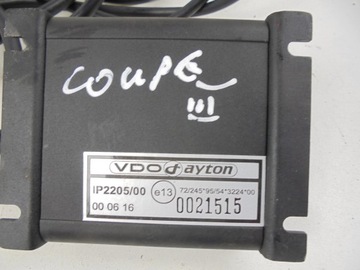 COUPE
III
VDO dayton
IP2205/00 e13 72/245*95/54*3224*00
00 06 16 0021515